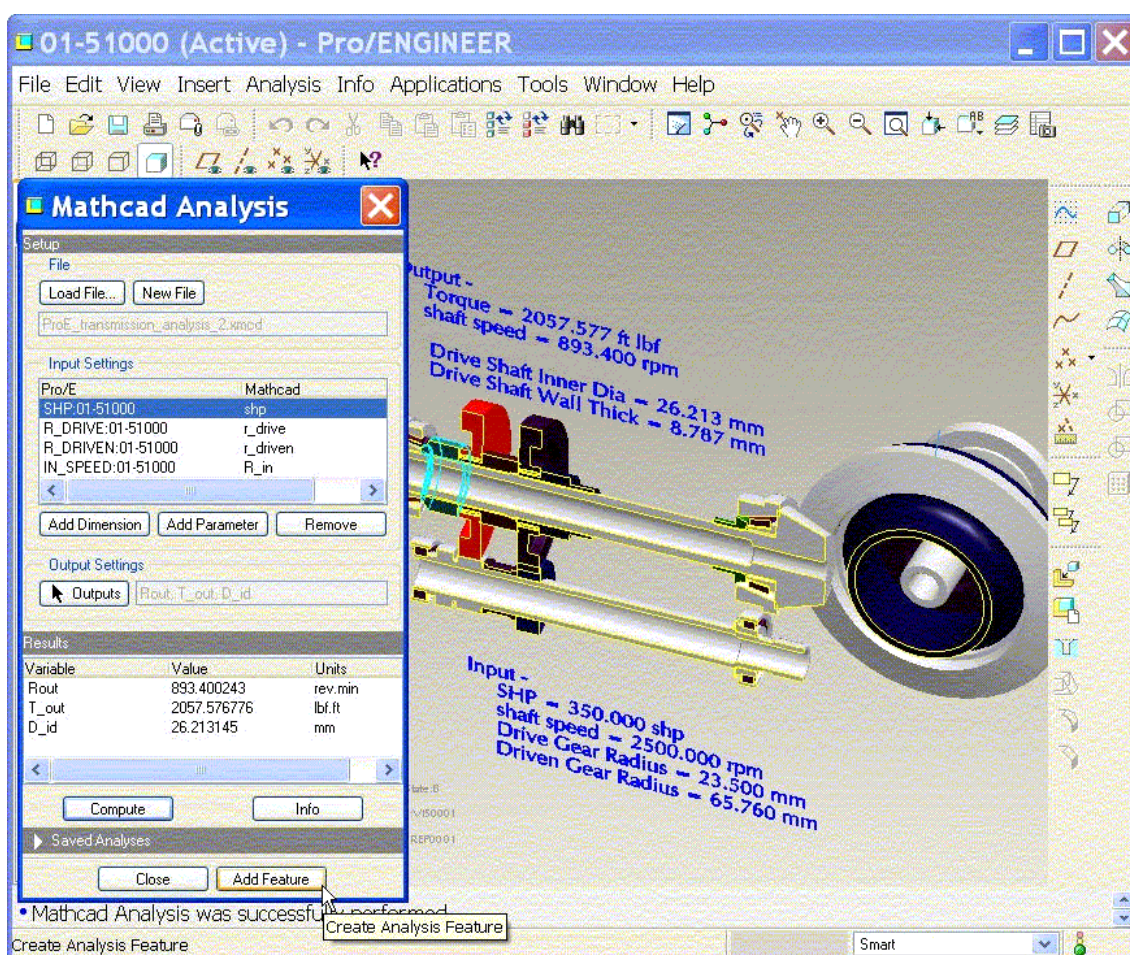 01-51000 (Active) - Pro/ENGINEER
File Edit View Insert Analysis Info Applications Tools Window Help
Mathcad Analysis
Setup
File
Load File... New File
ProE_transmission_analysis_2.xmcd
Input Settings
Pro/E Mathcad
SHP:01-51000 shp
R_DRIVE:01-51000 r_drive
R_DRIVEN:01-51000 r_driven
IN_SPEED:01-51000 R_in
Add Dimension Add Parameter Remove
Output Settings
Outputs Rout, T_out, D_id
Results
Variable Value Units
Rout 893.400243 rev.min
T_out 2057.576776 lbf.ft
D_id 26.213145 mm
Compute Info
Saved Analyses
Close Add Feature
utput -
Torque = 2057.577 ft lbf
shaft speed = 893.400 rpm
Drive Shaft Inner Dia = 26.213 mm
Drive Shaft Wall Thick = 8.787 mm
Input -
SHP = 350.000 shp
shaft speed = 2500.000 rpm
Drive Gear Radius = 23.500 mm
Driven Gear Radius = 65.760 mm
• Mathcad Analysis was successfully performed
Create Analysis Feature
Create Analysis Feature
Smart